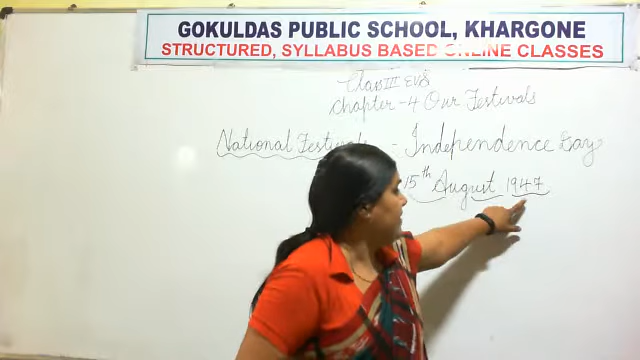 GOKULDAS PUBLIC SCHOOL, KHARGONE
STRUCTURED, SYLLABUS BASED ONLINE CLASSES
Class III EVS
Chapter - 4 Our Festivals
National - Independence Day
15th August 1947